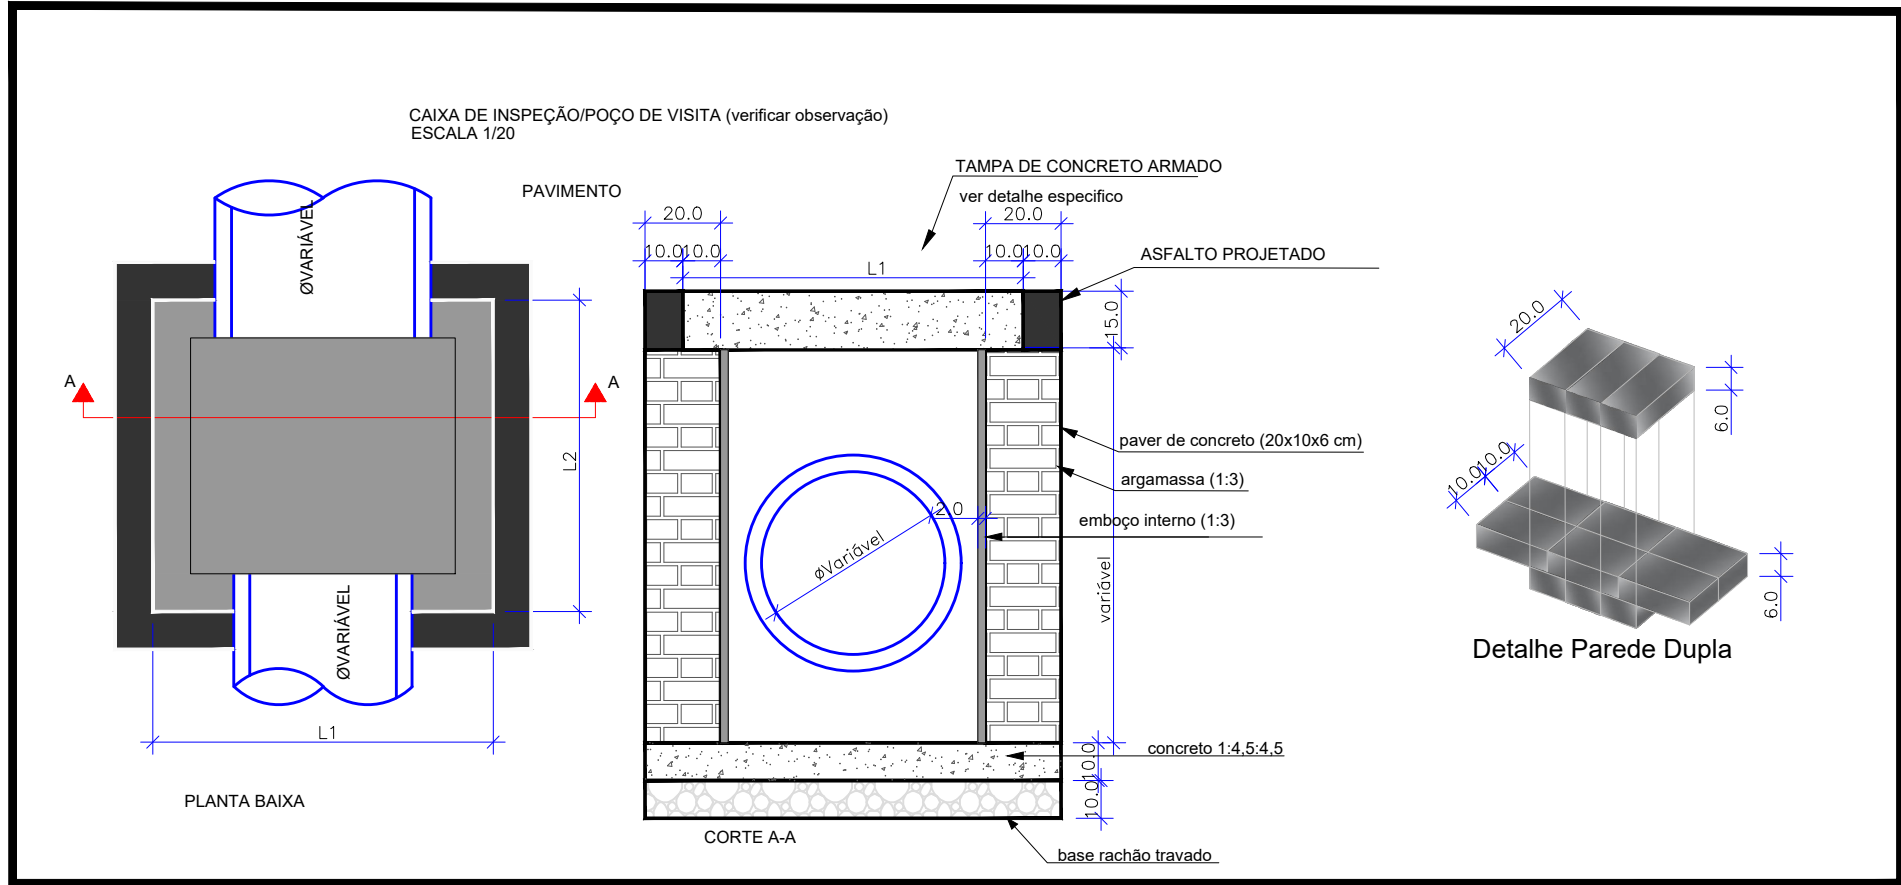 CAIXA DE INSPEÇÃO/POÇO DE VISITA (verificar observação)
ESCALA 1/20
PAVIMENTO
TAMPA DE CONCRETO ARMADO
ver detalhe especifico
ASFALTO PROJETADO
20.0
20.0
10.0
10.0
10.0
10.0
L1
15.0
ØVARIÁVEL
A
A
L2
ØVARIÁVEL
L1
PLANTA BAIXA
paver de concreto (20x10x6 cm)
argamassa (1:3)
emboço interno (1:3)
2.0
øVariável
variável
concreto 1:4,5:4,5
10.0
10.0
CORTE A-A
base rachão travado
20.0
6.0
10.0
10.0
6.0
Detalhe Parede Dupla